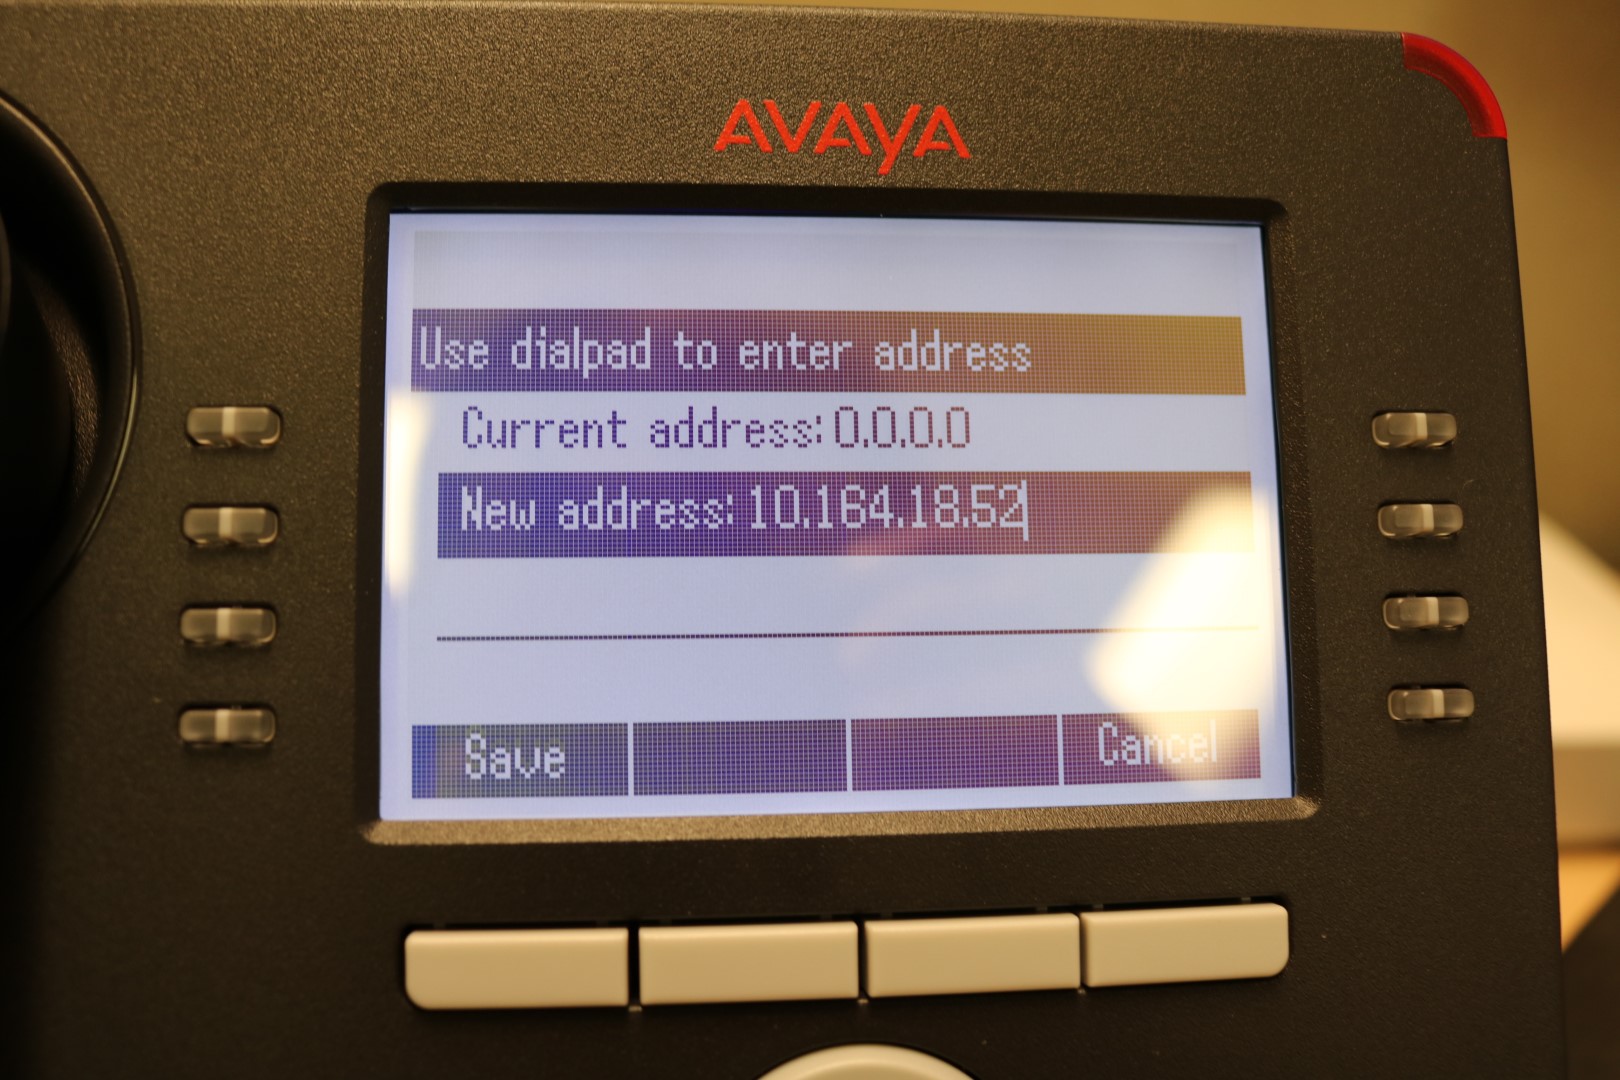 AVAYA
Use dialpad to enter address
Current address: 0.0.0.0
New address: 10.164.18.52
Save Cancel